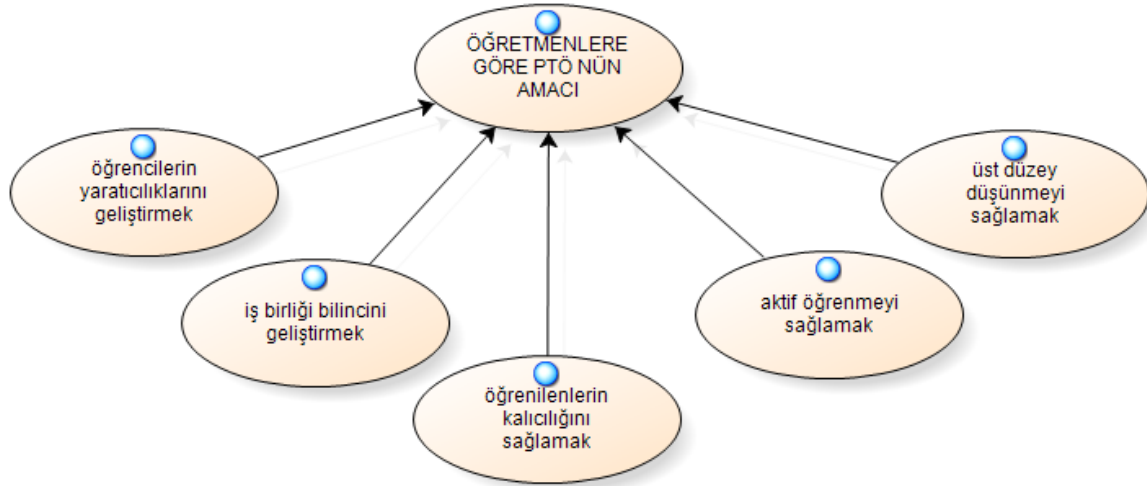 ÖĞRETMENLERE
GÖRE PTÖ NÜN
AMACI
öğrencilerin
yaratıcılıklarını
geliştirmek
iş birliği bilincini
geliştirmek
öğrenilenlerin
kalıcılığını
sağlamak
aktif öğrenmeyi
sağlamak
üst düzey
düşünmeyi
sağlamak